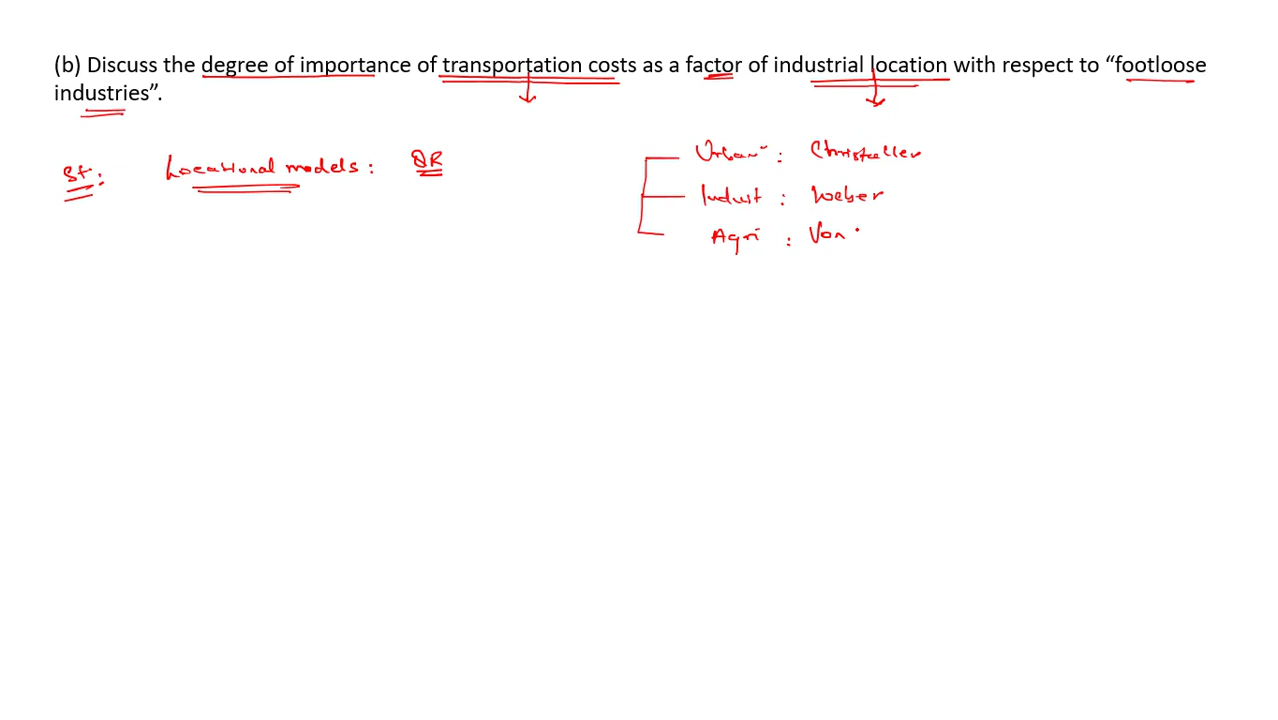 (b) Discuss the degree of importance of transportation costs as a factor of industrial location with respect to “footloose
industries”.
St: Locational models: QR
Urban : Christaller
Indust : Weber
Agri : Von